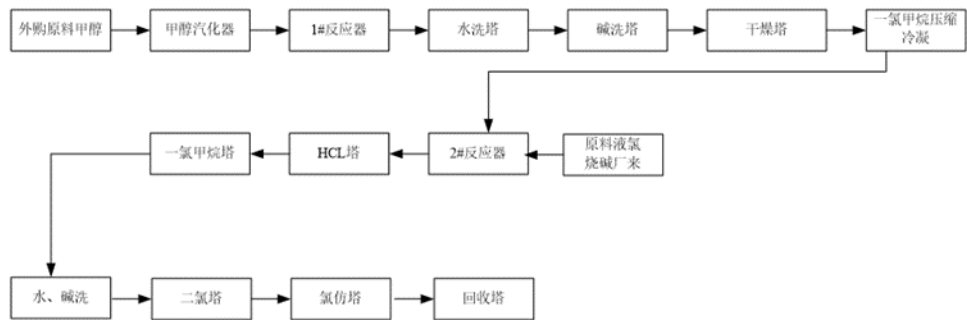 外购原料甲醇
甲醇汽化器
1#反应器
水洗塔
碱洗塔
干燥塔
一氯甲烷压缩
冷凝
一氯甲烷塔
HCL塔
2#反应器
原料液氯
烧碱厂来
水、碱洗
二氯塔
氯仿塔
回收塔